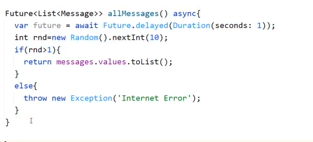 Future<List<Message>> allMessages() async{
var future = await Future.delayed(Duration(seconds: 1));
int rnd=new Random().nextInt(10);
if(rnd>1){
return messages.values.toList();
}
else{
throw new Exception('Internet Error');
}
}